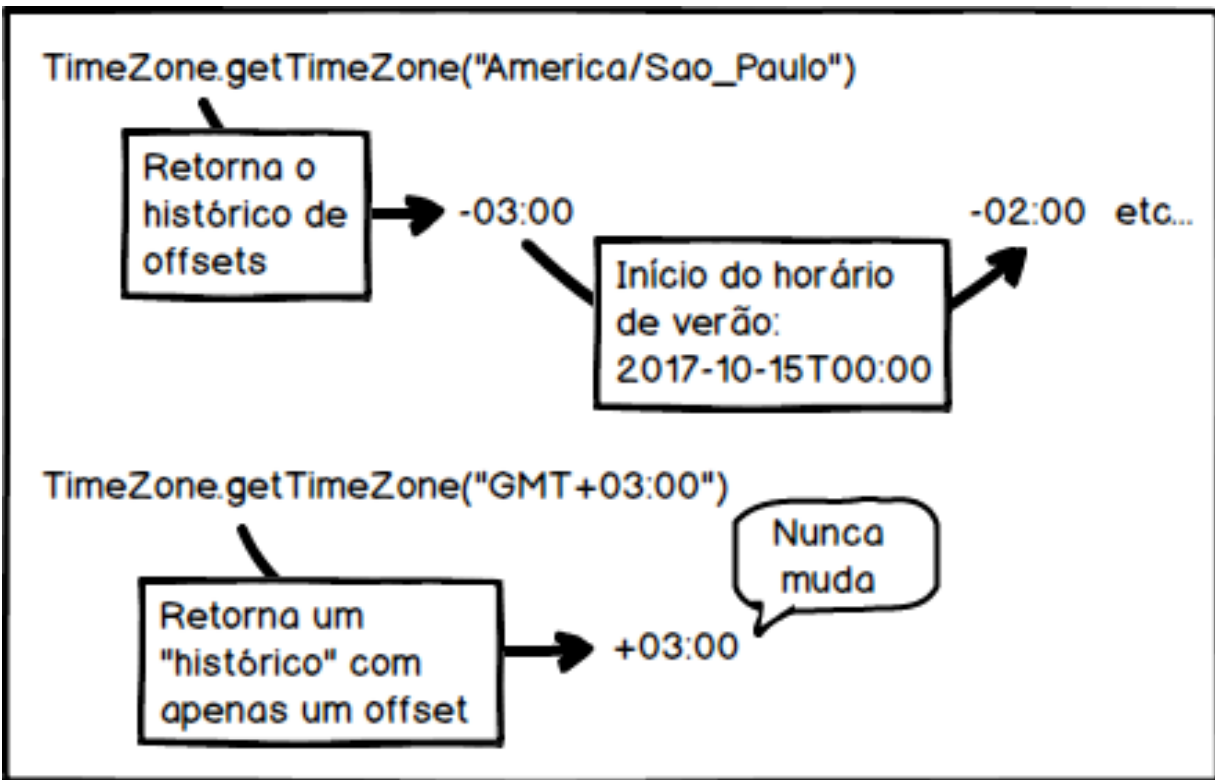 TimeZone.getTimeZone("America/Sao_Paulo")
Retorna o
histórico de
offsets
-03:00
Início do horário
de verão:
2017-10-15T00:00
-02:00 etc...
TimeZone.getTimeZone("GMT+03:00")
Retorna um
"histórico" com
apenas um offset
+03:00
Nunca
muda